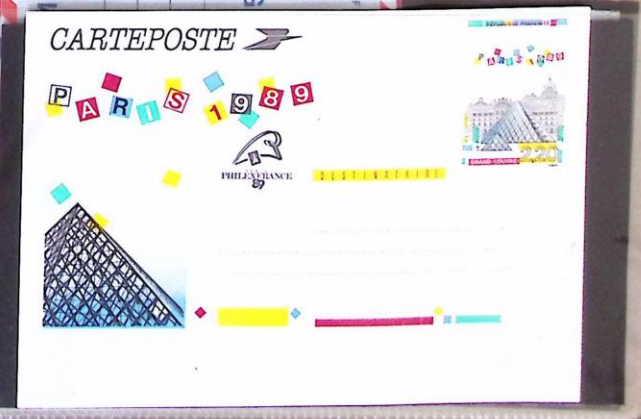 CARTEPOSTE
PARIS 1989
PHILEXFRANCE
89
DESTINATAIRE
PARIS 1989
GRAND LOUVRE 2,20